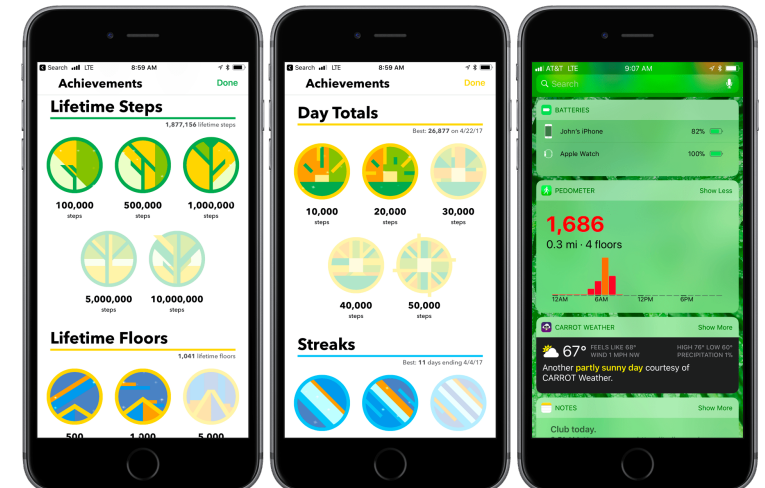 Search LTE 8:59 AM
Achievements Done
Lifetime Steps
1,877,156 lifetime steps
100,000 500,000 1,000,000
steps steps steps
5,000,000 10,000,000
steps steps
Lifetime Floors
1,041 lifetime floors
500 1,000 5,000
Search LTE 8:59 AM
Achievements Done
Day Totals
Best: 26,877 on 4/22/17
10,000 20,000 30,000
steps steps steps
40,000 50,000
steps steps
Streaks
Best: 11 days ending 4/4/17
AT&T LTE 9:07 AM
Search
BATTERIES
John's iPhone 82%
Apple Watch 100%
PEDOMETER Show Less
1,686
0.3 mi · 4 floors
12AM 6AM 12PM 6PM
CARROT WEATHER Show More
67° FEELS LIKE 68° HIGH 76° LOW 60°
WIND 1 MPH NW PRECIPITATION 1%
Another partly sunny day courtesy of
CARROT Weather.
NOTES Show More
Club today.